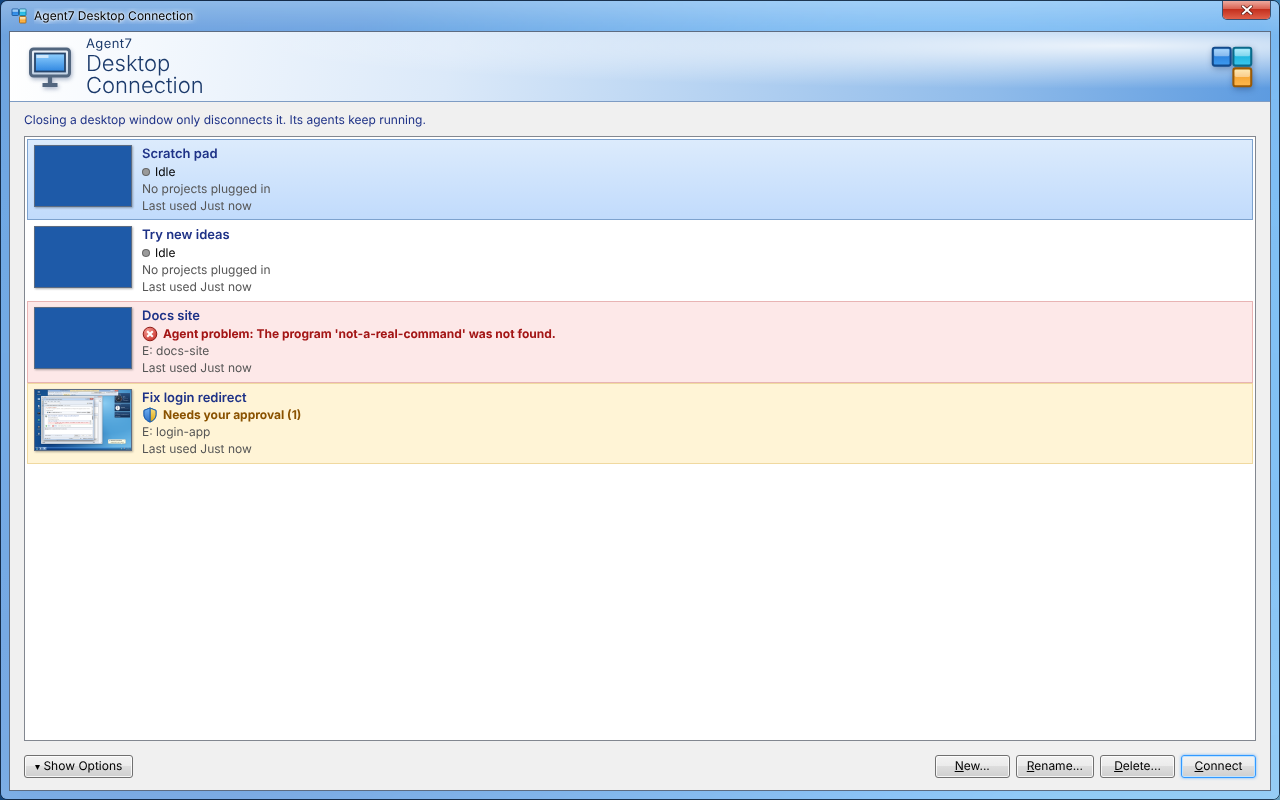 Agent7 Desktop Connection
Agent7
Desktop
Connection
Closing a desktop window only disconnects it. Its agents keep running.
Scratch pad
Idle
No projects plugged in
Last used Just now
Try new ideas
Idle
No projects plugged in
Last used Just now
Docs site
Agent problem: The program 'not-a-real-command' was not found.
E: docs-site
Last used Just now
Fix login redirect
Needs your approval (1)
E: login-app
Last used Just now
Show Options
New...
Rename...
Delete...
Connect